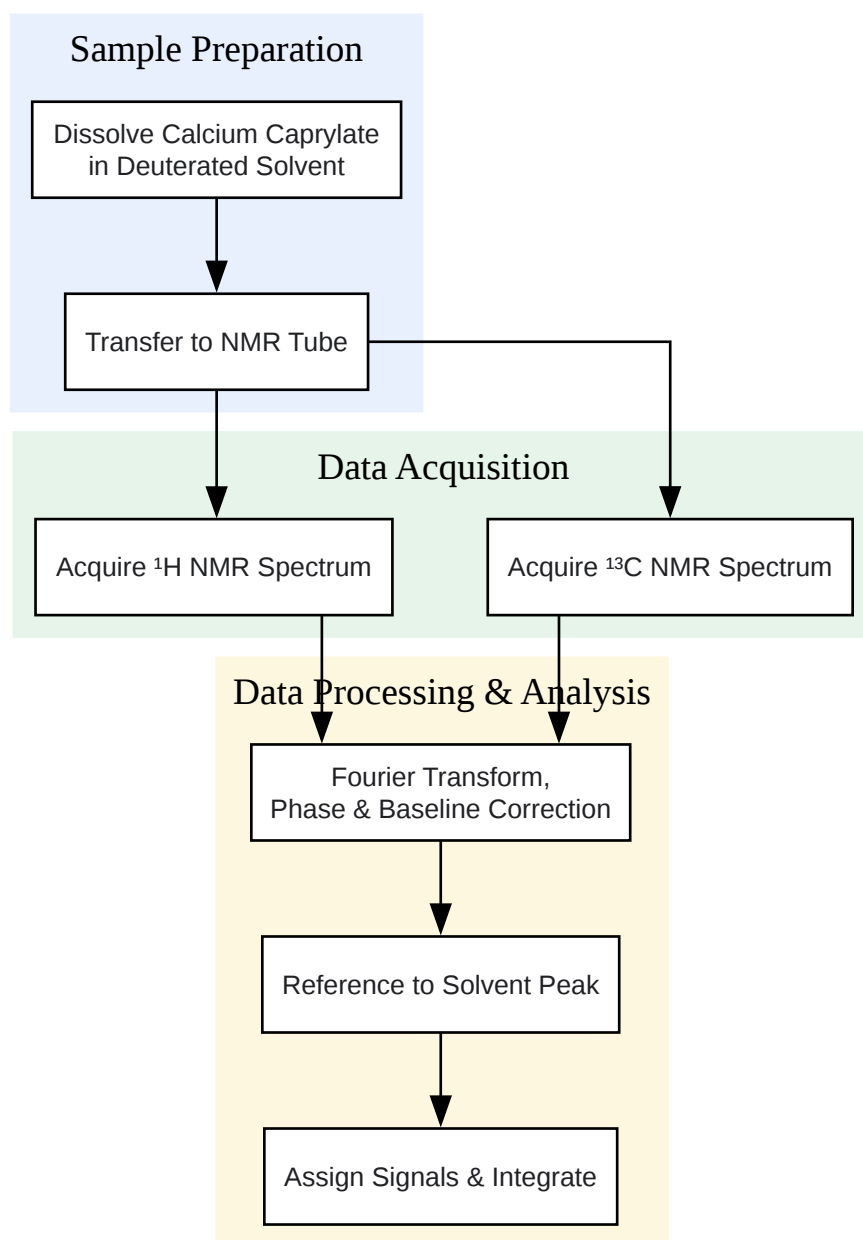 Sample Preparation
Dissolve Calcium Caprylate
in Deuterated Solvent
Transfer to NMR Tube
Data Acquisition
Acquire ¹H NMR Spectrum
Acquire ¹³C NMR Spectrum
Data Processing & Analysis
Fourier Transform,
Phase & Baseline Correction
Reference to Solvent Peak
Assign Signals & Integrate